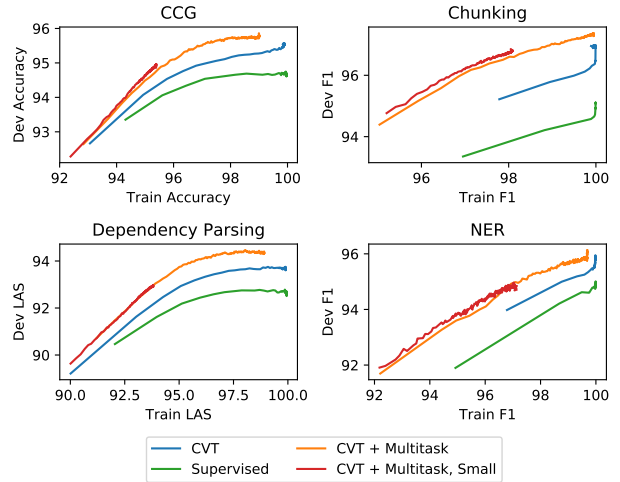 CCG
Dev Accuracy
96
95
94
93
92
94
96
98
100
Train Accuracy
Chunking
Dev F1
96
94
96
98
100
Train F1
Dependency Parsing
Dev LAS
94
92
90
90.0
92.5
95.0
97.5
100.0
Train LAS
NER
Dev F1
96
94
92
92
94
96
98
100
Train F1
CVT
CVT + Multitask
Supervised
CVT + Multitask, Small